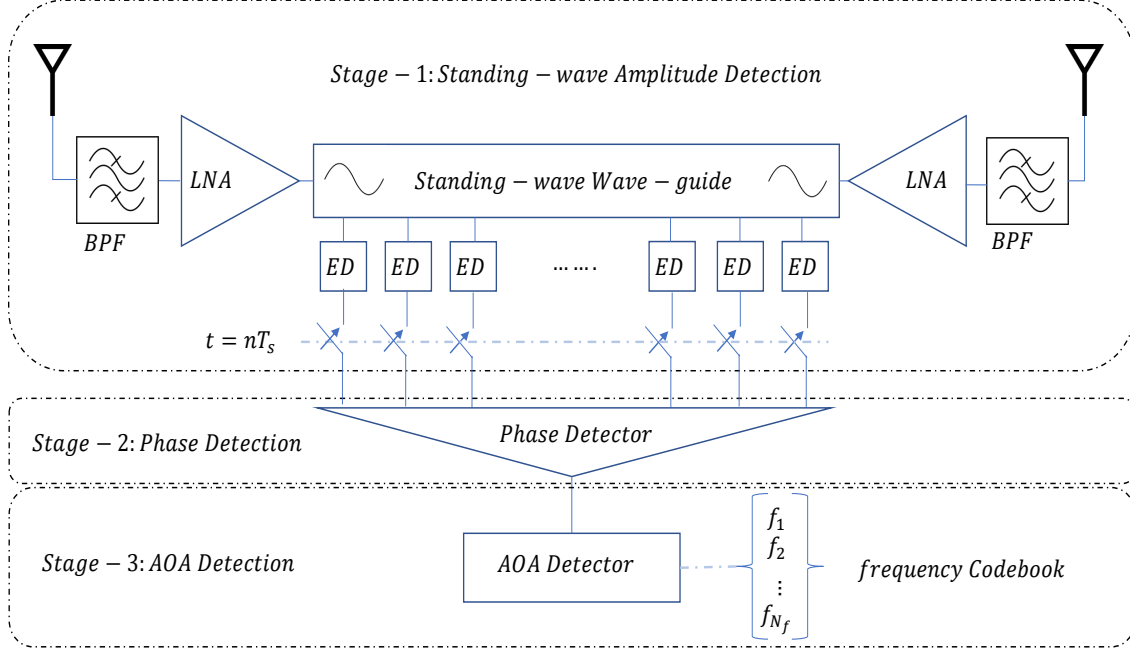 Stage − 1: Standing − wave Amplitude Detection
LNA
Standing − wave Wave − guide
LNA
BPF
BPF
ED
ED
ED
... ... .
ED
ED
ED
t = nT_s
Phase Detector
Stage − 2: Phase Detection
f_1
f_2
⋮
f_{N_f}
Stage − 3: AOA Detection
AOA Detector
frequency Codebook